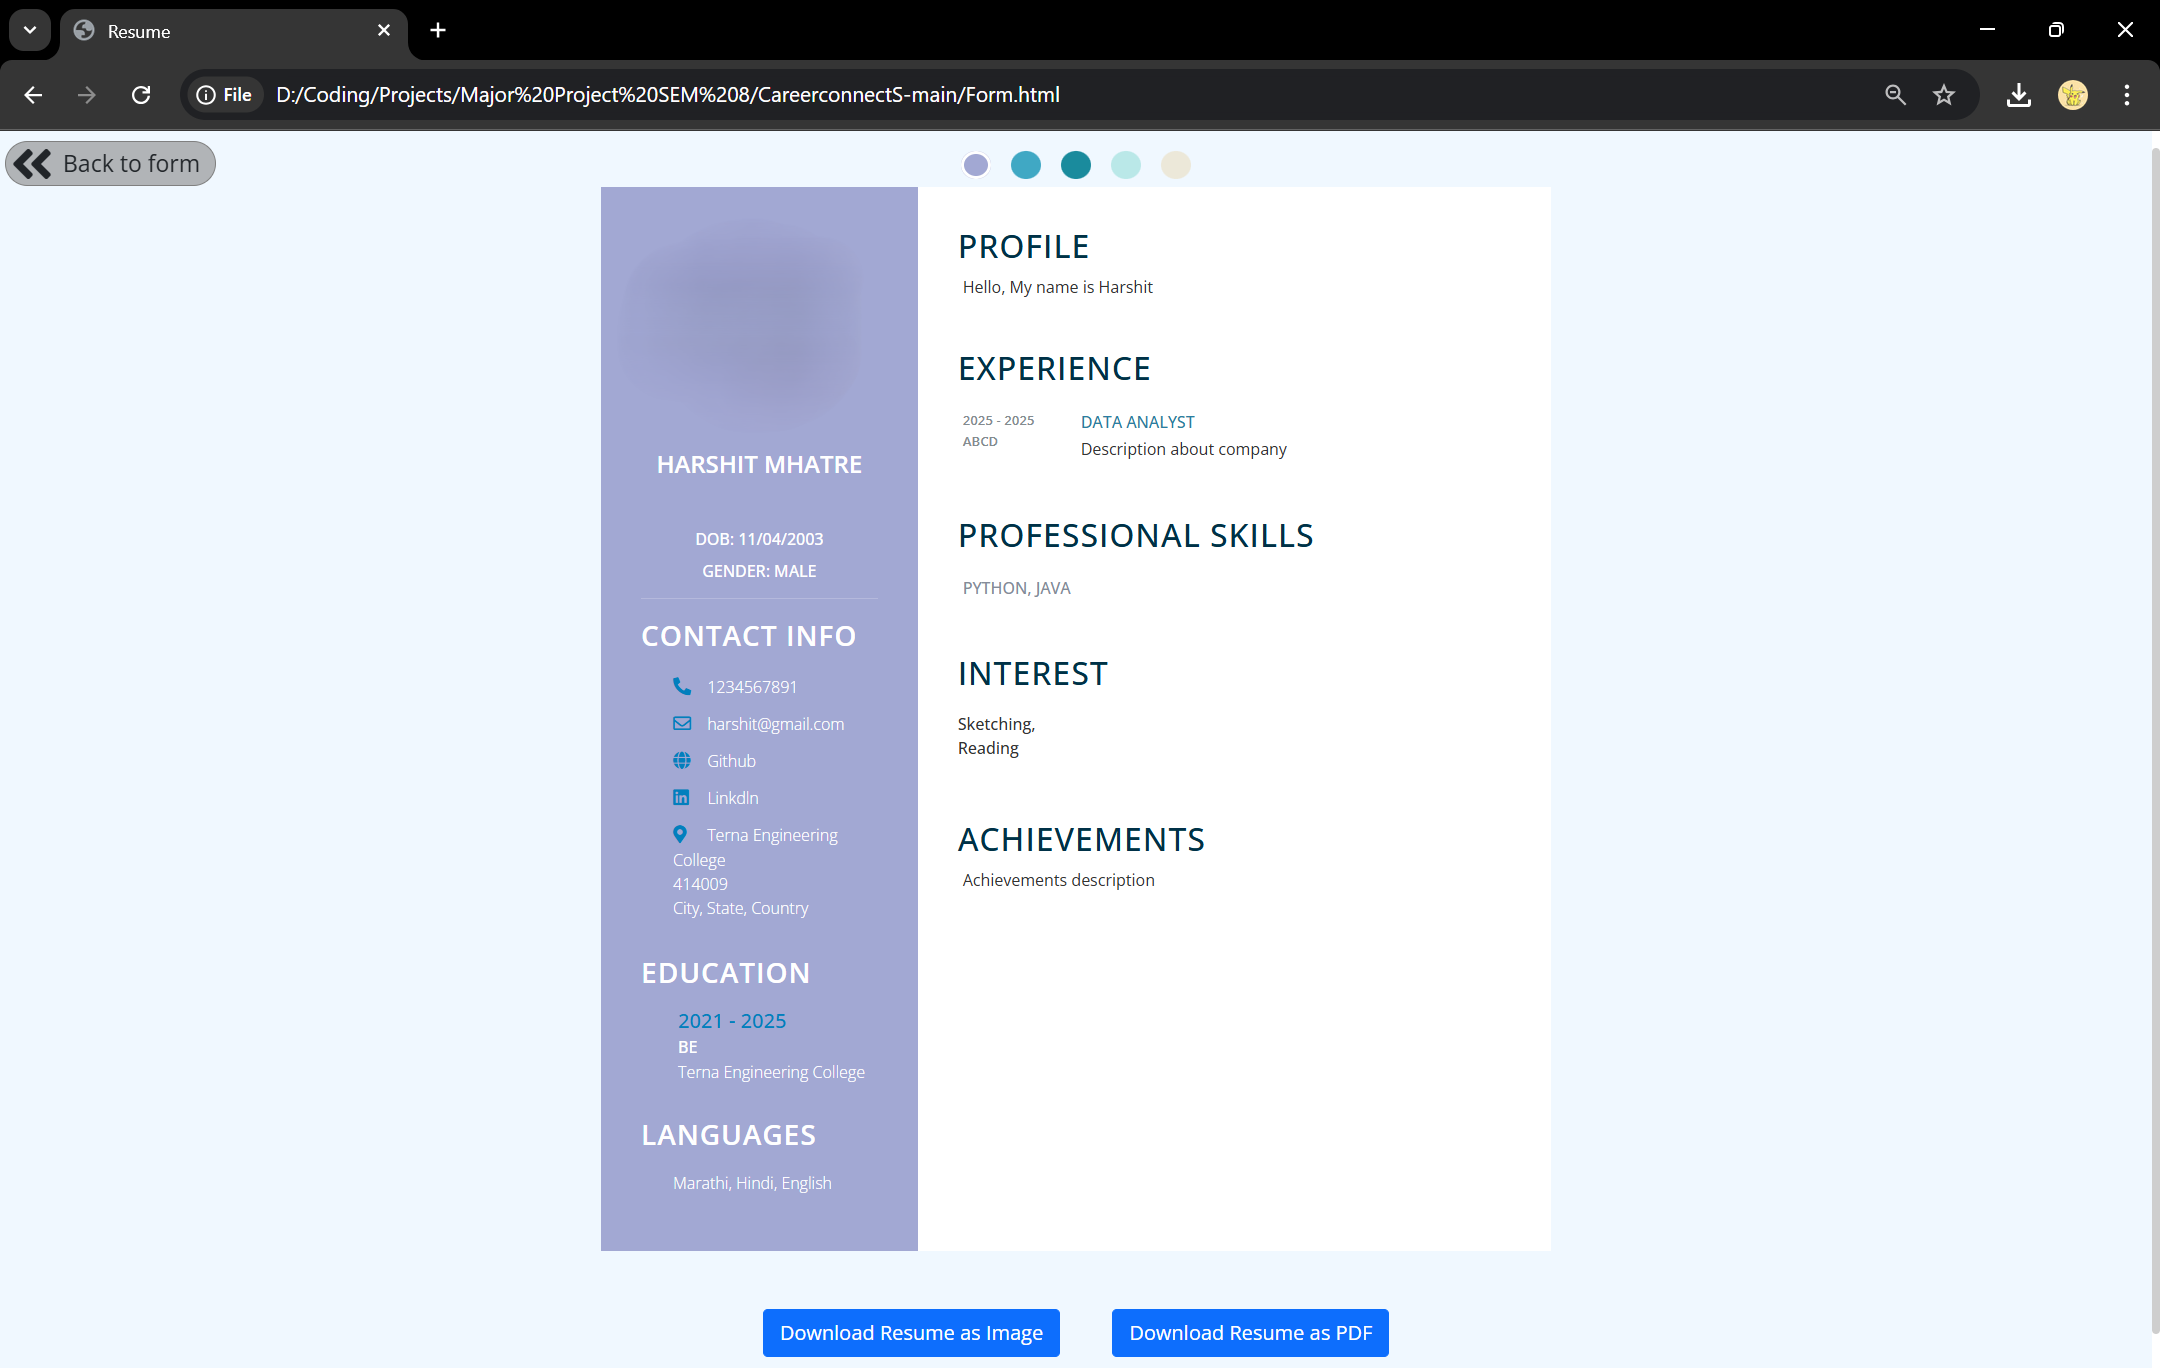 Resume
File
D:/Coding/Projects/Major%20Project%20SEM%208/CareerconnectS-main/Form.html
Back to form
HARSHIT MHATRE
DOB: 11/04/2003
GENDER: MALE
CONTACT INFO
1234567891
harshit@gmail.com
Github
Linkdln
Terna Engineering
College
414009
City, State, Country
EDUCATION
2021 - 2025
BE
Terna Engineering College
LANGUAGES
Marathi, Hindi, English
PROFILE
Hello, My name is Harshit
EXPERIENCE
2025 - 2025
ABCD
DATA ANALYST
Description about company
PROFESSIONAL SKILLS
PYTHON, JAVA
INTEREST
Sketching,
Reading
ACHIEVEMENTS
Achievements description
Download Resume as Image
Download Resume as PDF